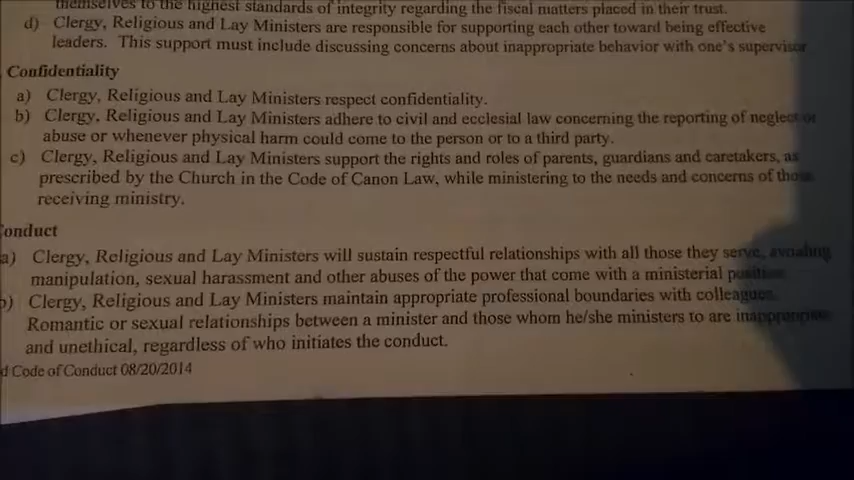 themselves to the highest standards of integrity regarding the fiscal matters placed in their trust.
d) Clergy, Religious and Lay Ministers are responsible for supporting each other toward being effective
leaders. This support must include discussing concerns about inappropriate behavior with one's supervisor
Confidentiality
a) Clergy, Religious and Lay Ministers respect confidentiality.
b) Clergy, Religious and Lay Ministers adhere to civil and ecclesial law concerning the reporting of neglect or
abuse or whenever physical harm could come to the person or to a third party.
c) Clergy, Religious and Lay Ministers support the rights and roles of parents, guardians and caretakers, as
prescribed by the Church in the Code of Canon Law, while ministering to the needs and concerns of those
receiving ministry.
Conduct
a) Clergy, Religious and Lay Ministers will sustain respectful relationships with all those they serve, avoiding
manipulation, sexual harassment and other abuses of the power that come with a ministerial position
b) Clergy, Religious and Lay Ministers maintain appropriate professional boundaries with colleagues.
Romantic or sexual relationships between a minister and those whom he/she ministers to are inappropriate
and unethical, regardless of who initiates the conduct.
d Code of Conduct 08/20/2014